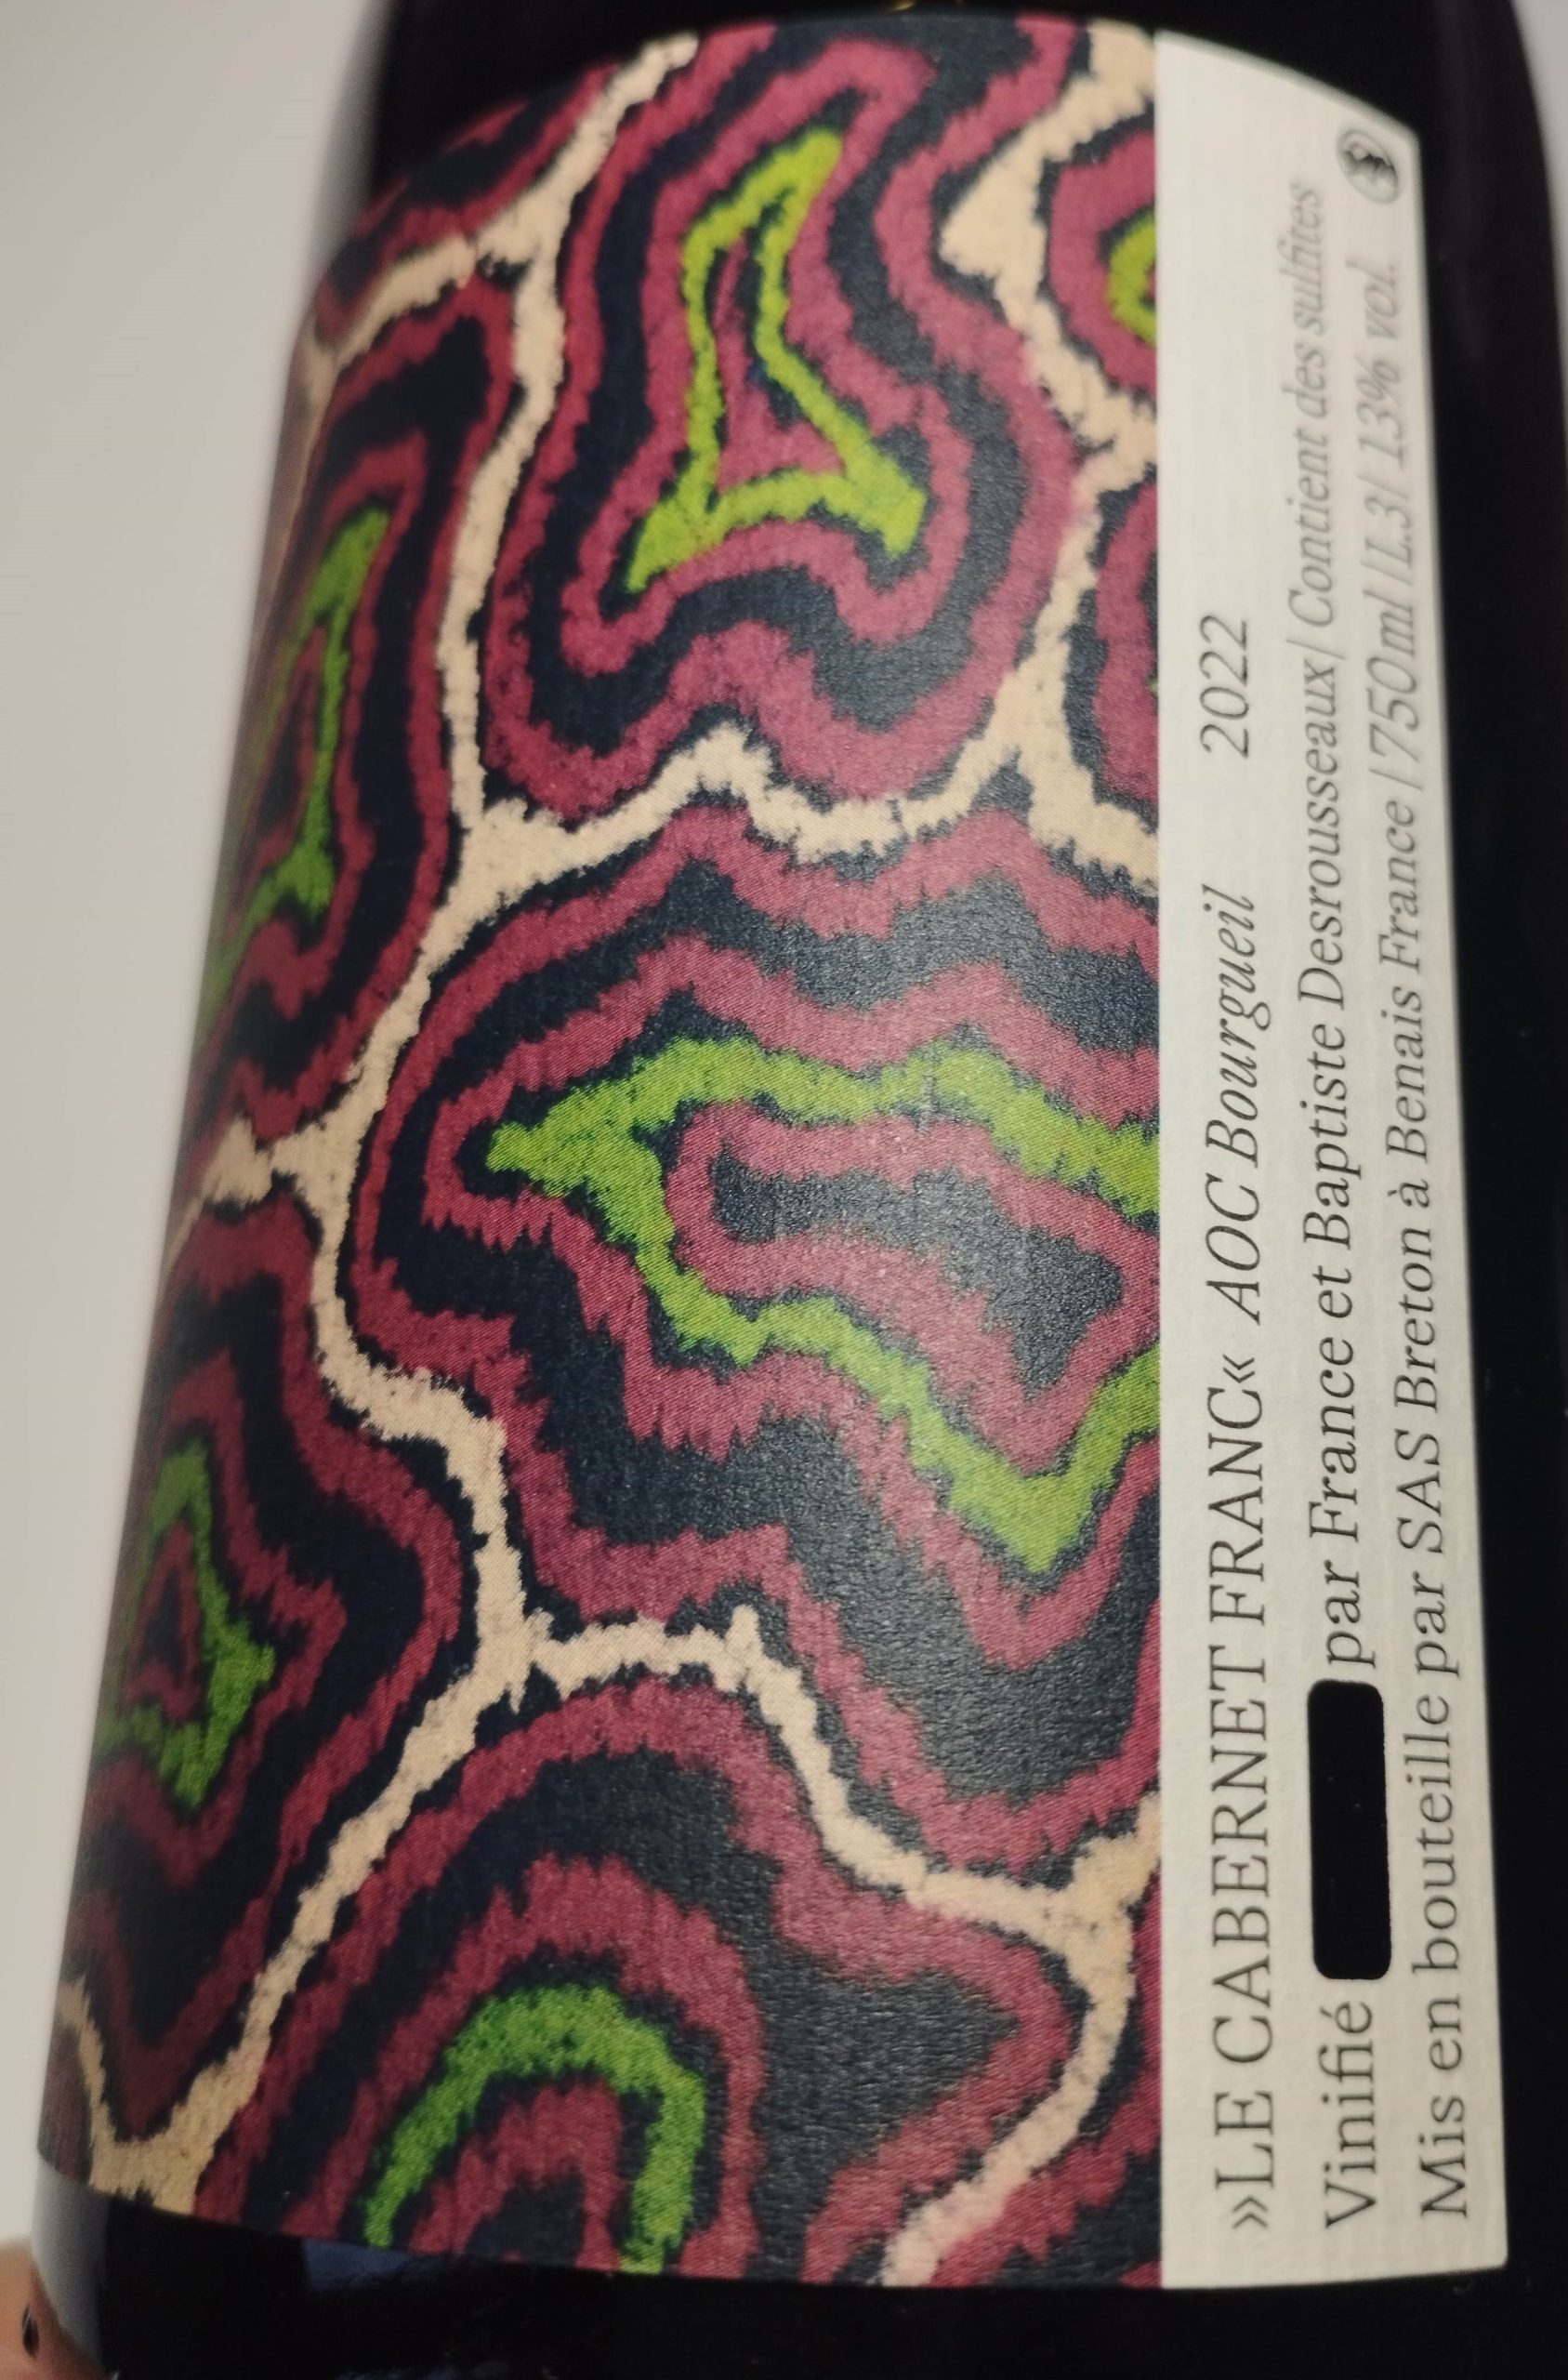 »LE CABERNET FRANC« AOC Bourgueil 2022
Vinifié par France et Baptiste Desrousseaux / Contient des sulfites
Mis en bouteille par SAS Breton à Benais France / 750ml / L3 / 13% vol.